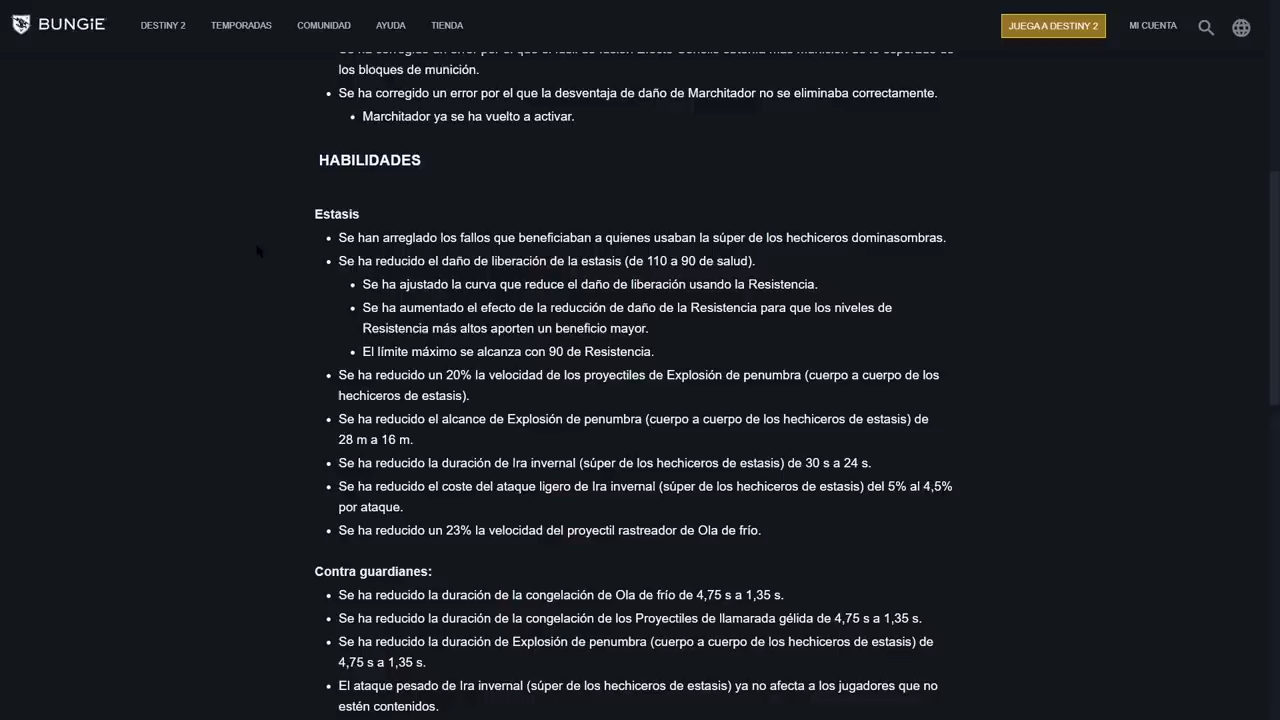 BUNGiE
DESTINY 2
TEMPORADAS
COMUNIDAD
AYUDA
TIENDA
JUEGA A DESTINY 2
MI CUENTA
los bloques de munición.
• Se ha corregido un error por el que la desventaja de daño de Marchitador no se eliminaba correctamente.
• Marchitador ya se ha vuelto a activar.
HABILIDADES
Estasis
• Se han arreglado los fallos que beneficiaban a quienes usaban la súper de los hechiceros dominasombras.
• Se ha reducido el daño de liberación de la estasis (de 110 a 90 de salud).
• Se ha ajustado la curva que reduce el daño de liberación usando la Resistencia.
• Se ha aumentado el efecto de la reducción de daño de la Resistencia para que los niveles de
Resistencia más altos aporten un beneficio mayor.
• El límite máximo se alcanza con 90 de Resistencia.
• Se ha reducido un 20% la velocidad de los proyectiles de Explosión de penumbra (cuerpo a cuerpo de los
hechiceros de estasis).
• Se ha reducido el alcance de Explosión de penumbra (cuerpo a cuerpo de los hechiceros de estasis) de
28 m a 16 m.
• Se ha reducido la duración de Ira invernal (súper de los hechiceros de estasis) de 30 s a 24 s.
• Se ha reducido el coste del ataque ligero de Ira invernal (súper de los hechiceros de estasis) del 5% al 4,5%
por ataque.
• Se ha reducido un 23% la velocidad del proyectil rastreador de Ola de frío.
Contra guardianes:
• Se ha reducido la duración de la congelación de Ola de frío de 4,75 s a 1,35 s.
• Se ha reducido la duración de la congelación de los Proyectiles de llamarada gélida de 4,75 s a 1,35 s.
• Se ha reducido la duración de Explosión de penumbra (cuerpo a cuerpo de los hechiceros de estasis) de
4,75 s a 1,35 s.
• El ataque pesado de Ira invernal (súper de los hechiceros de estasis) ya no afecta a los jugadores que no
estén contenidos.